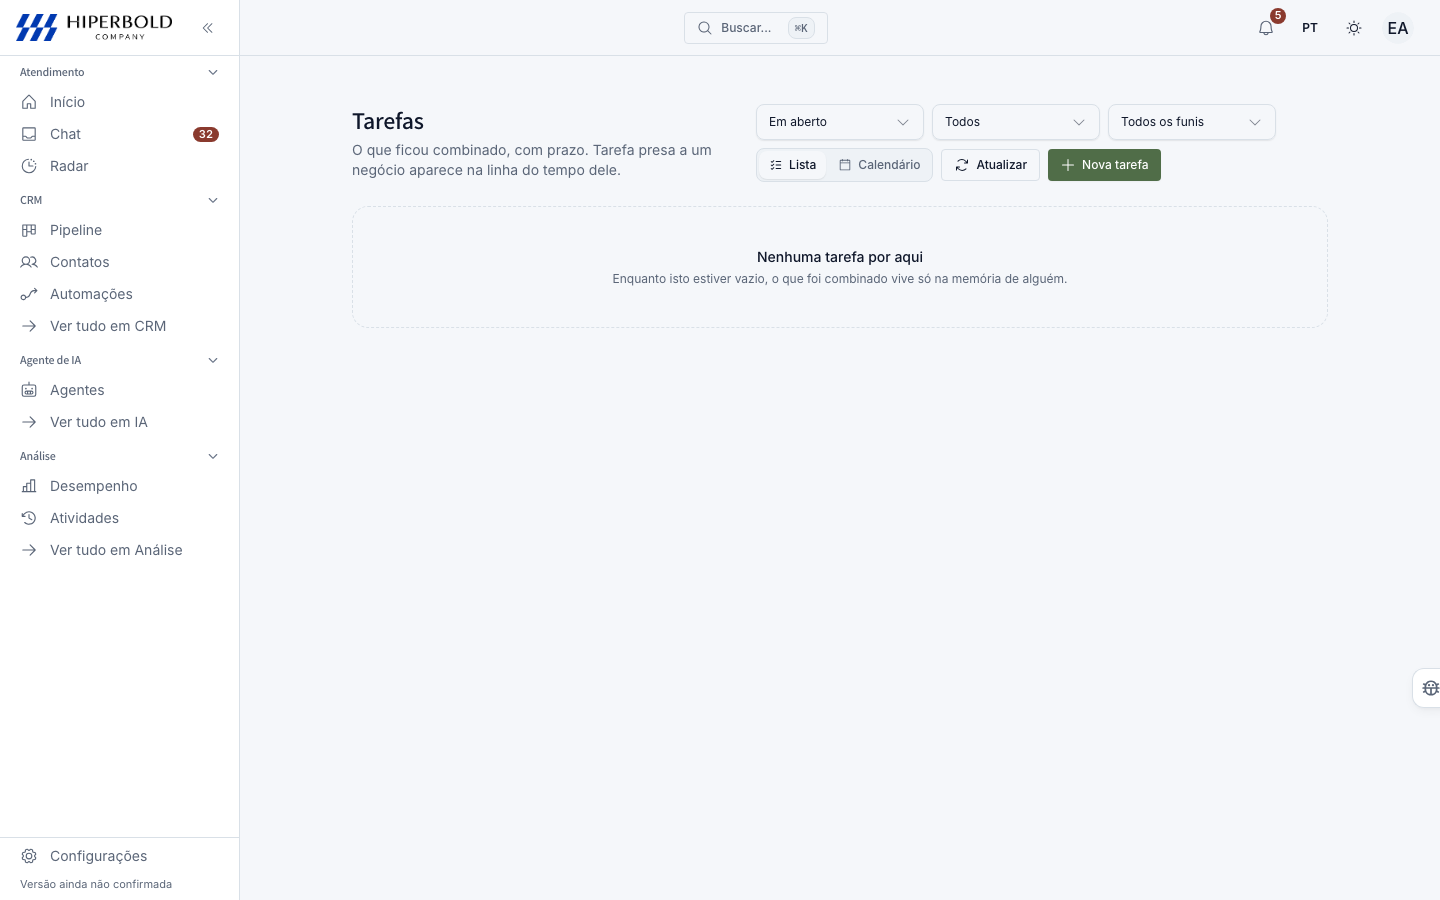 HIPERBOLD
COMPANY
Buscar...
⌘K
5
PT
EA
Atendimento
Início
Chat
32
Radar
CRM
Pipeline
Contatos
Automações
Ver tudo em CRM
Agente de IA
Agentes
Ver tudo em IA
Análise
Desempenho
Atividades
Ver tudo em Análise
Configurações
Versão ainda não confirmada
Tarefas
O que ficou combinado, com prazo. Tarefa presa a um
negócio aparece na linha do tempo dele.
Em aberto
Todos
Todos os funis
Lista
Calendário
Atualizar
Nova tarefa
Nenhuma tarefa por aqui
Enquanto isto estiver vazio, o que foi combinado vive só na memória de alguém.